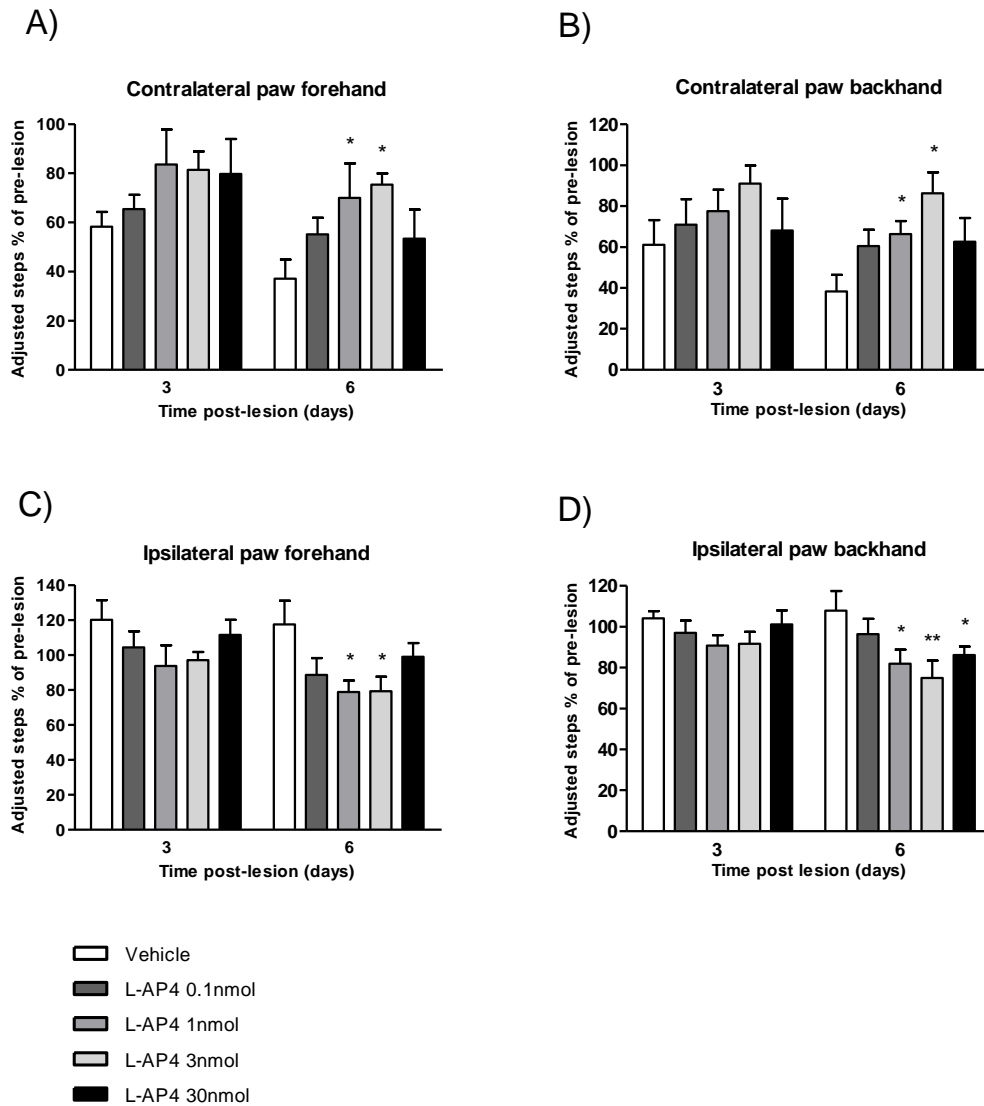 A)
Contralateral paw forehand
Adjusted steps % of pre-lesion
100
80
60
40
20
0
* *
3 6
Time post-lesion (days)
B)
Contralateral paw backhand
Adjusted steps % of pre-lesion
120
100
80
60
40
20
0
*
*
3 6
Time post-lesion (days)
C)
Ipsilateral paw forehand
Adjusted steps % of pre-lesion
140
120
100
80
60
40
20
0
* *
3 6
Time post-lesion (days)
D)
Ipsilateral paw backhand
Adjusted steps % of pre-lesion
120
100
80
60
40
20
0
* ** *
3 6
Time post lesion (days)
Vehicle
L-AP4 0.1nmol
L-AP4 1nmol
L-AP4 3nmol
L-AP4 30nmol